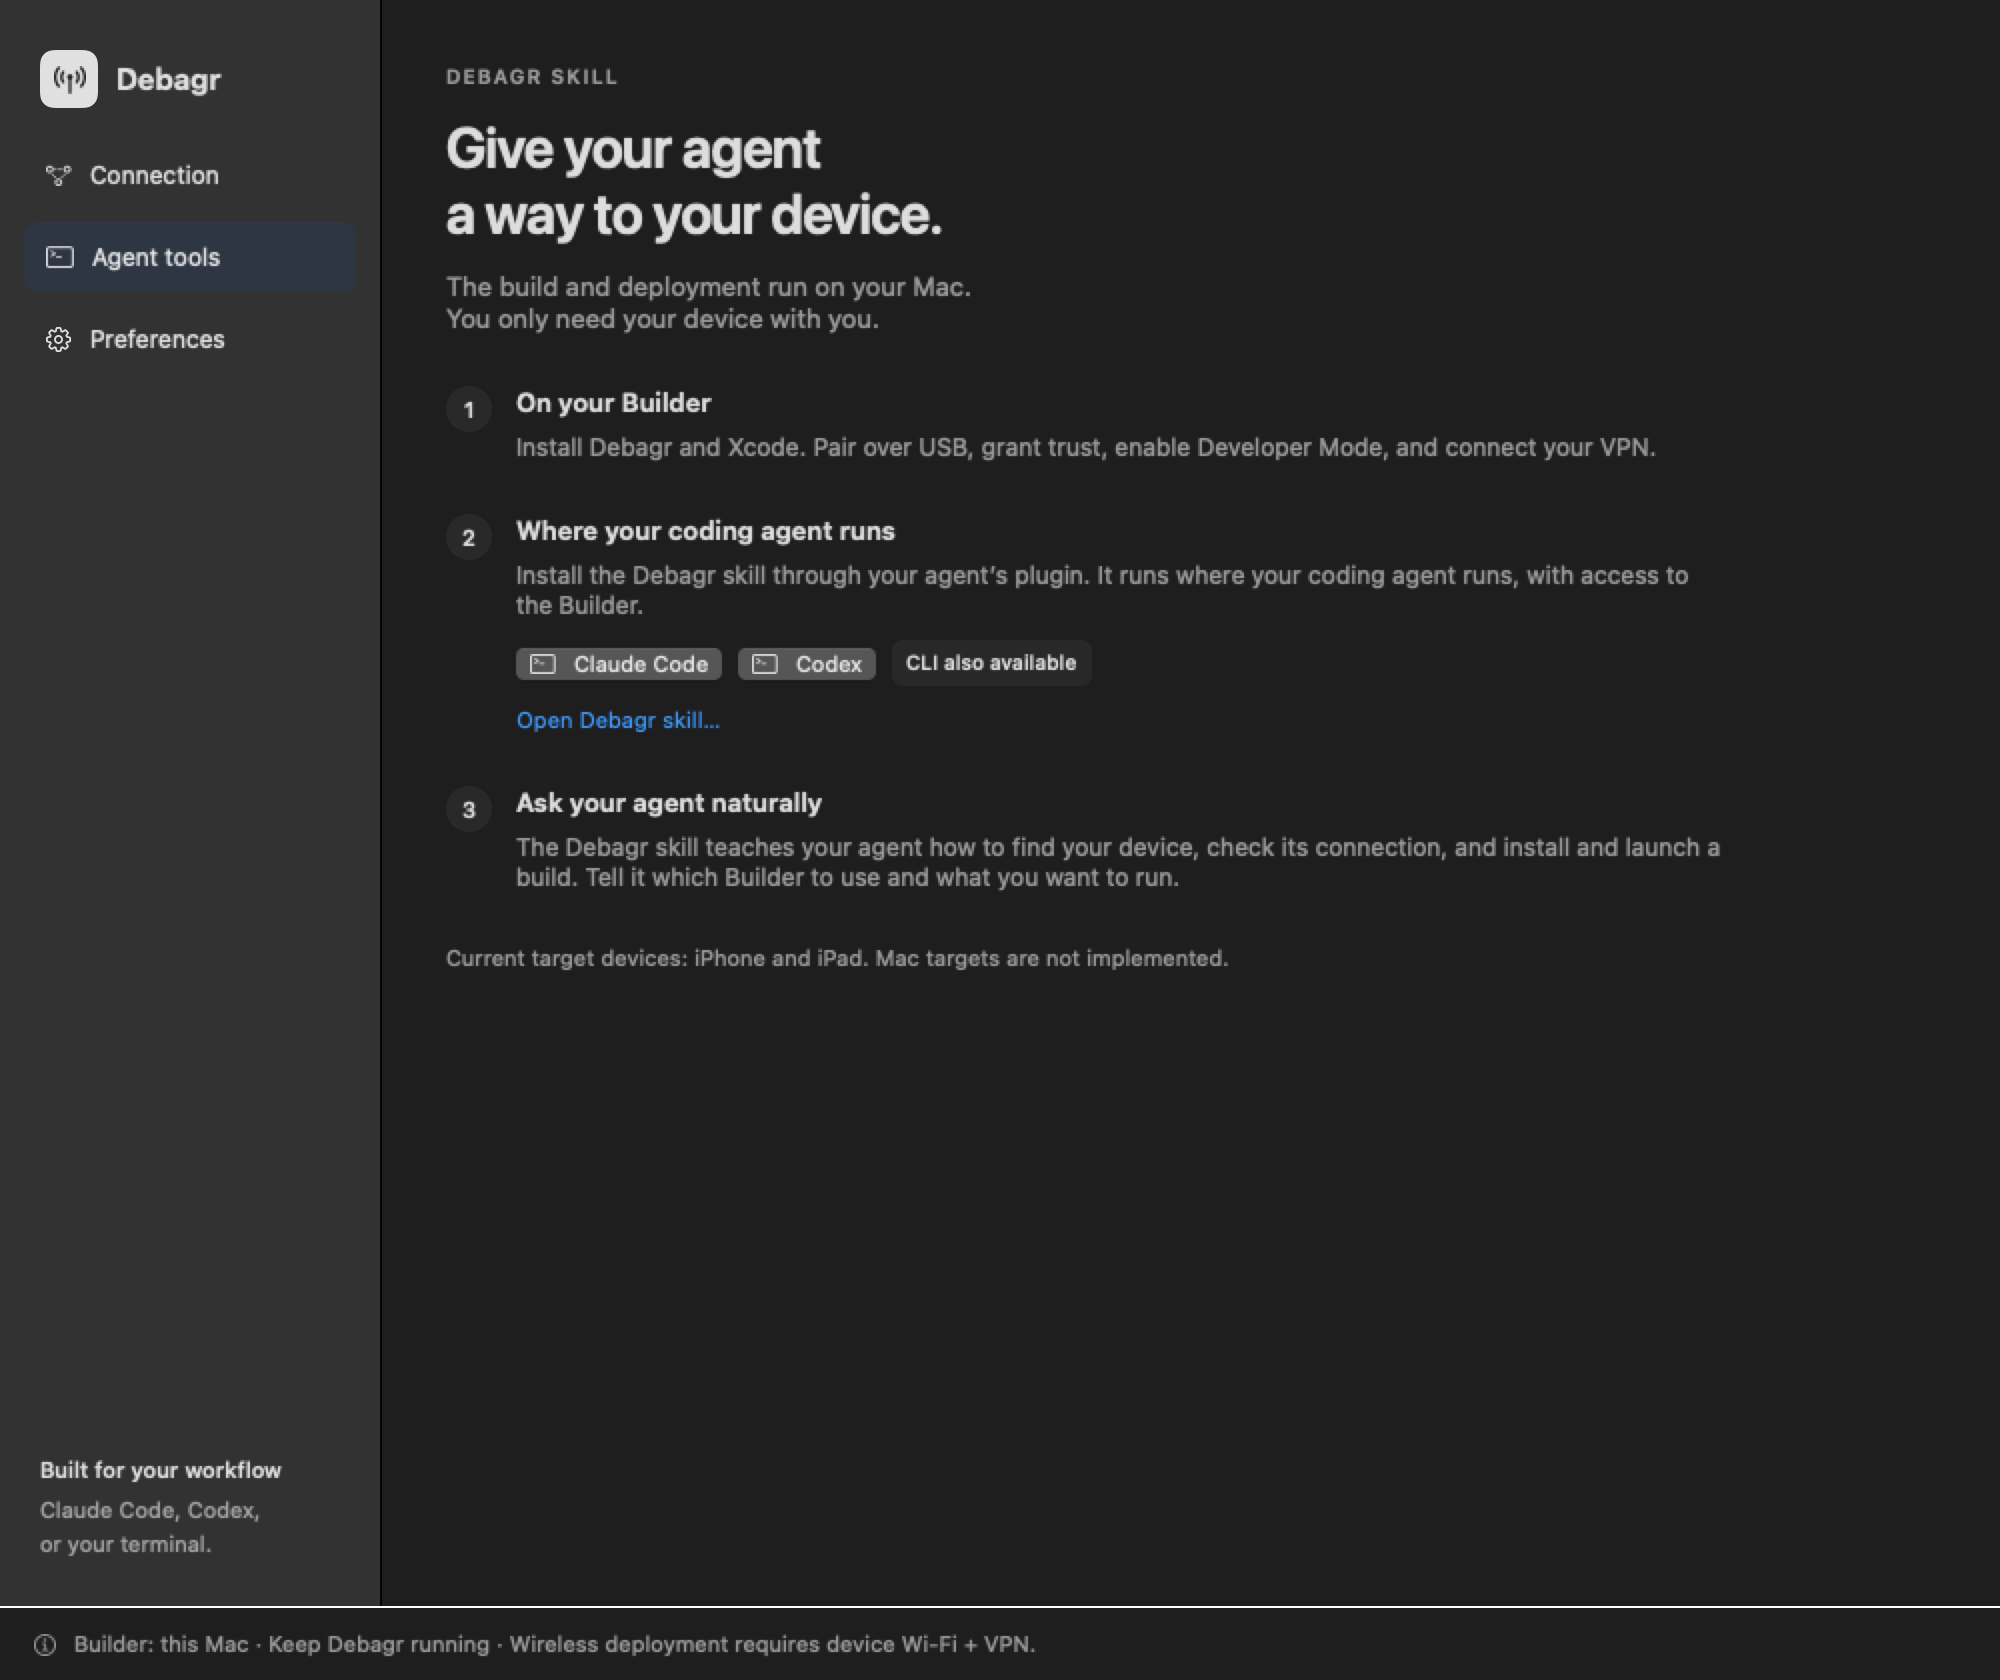 Debagr
Connection
Agent tools
Preferences
DEBAGR SKILL
Give your agent
a way to your device.
The build and deployment run on your Mac.
You only need your device with you.
1
On your Builder
Install Debagr and Xcode. Pair over USB, grant trust, enable Developer Mode, and connect your VPN.
2
Where your coding agent runs
Install the Debagr skill through your agent’s plugin. It runs where your coding agent runs, with access to
the Builder.
Claude Code Codex CLI also available
Open Debagr skill...
3
Ask your agent naturally
The Debagr skill teaches your agent how to find your device, check its connection, and install and launch a
build. Tell it which Builder to use and what you want to run.
Current target devices: iPhone and iPad. Mac targets are not implemented.
Built for your workflow
Claude Code, Codex,
or your terminal.
Builder: this Mac · Keep Debagr running · Wireless deployment requires device Wi-Fi + VPN.